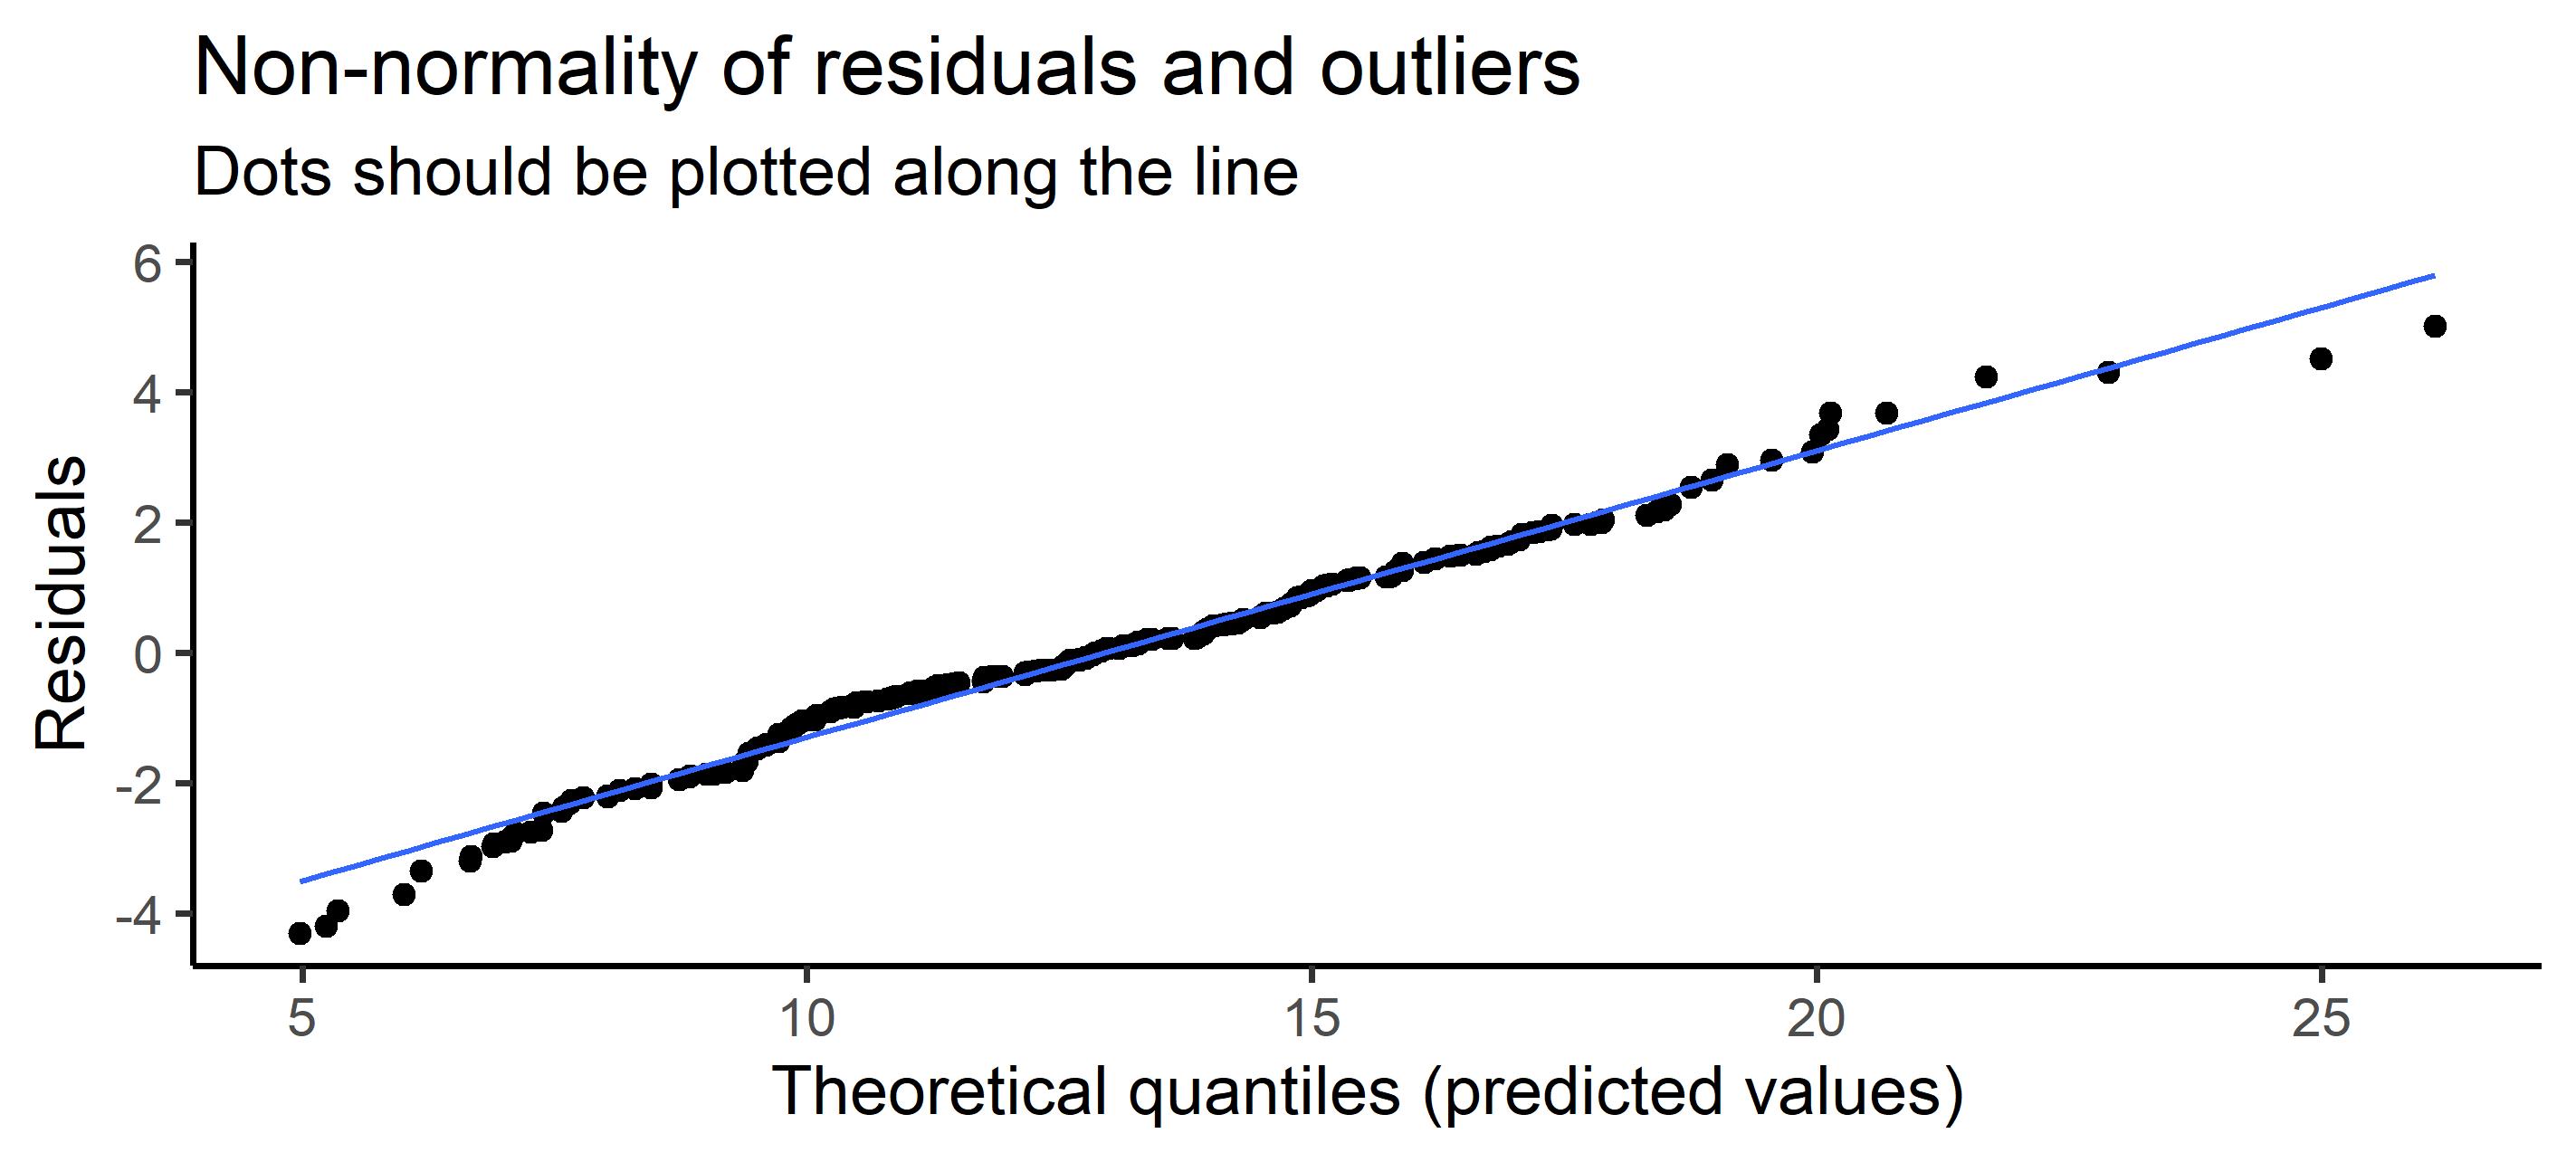 Non-normality of residuals and outliers
Dots should be plotted along the line
6
4
2
0
-2
-4
Residuals
5 10 15 20 25
Theoretical quantiles (predicted values)